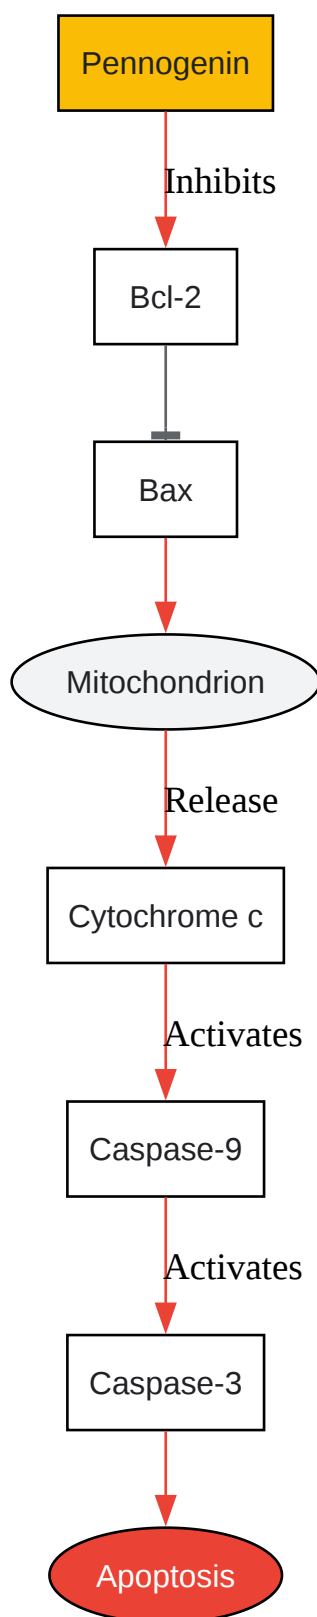 Pennogenin
Inhibits
Bcl-2
Bax
Mitochondrion
Release
Cytochrome c
Activates
Caspase-9
Activates
Caspase-3
Apoptosis